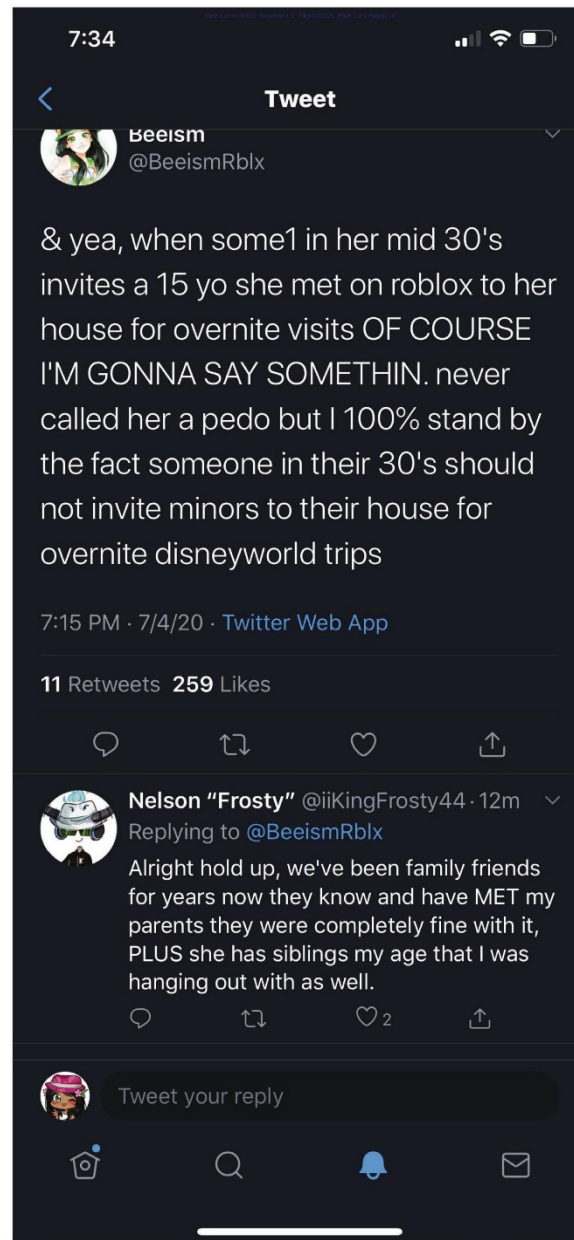 7:34
Tweet
Beeism
@BeeismRblx
& yea, when some1 in her mid 30's
invites a 15 yo she met on roblox to her
house for overnite visits OF COURSE
I'M GONNA SAY SOMETHIN. never
called her a pedo but I 100% stand by
the fact someone in their 30's should
not invite minors to their house for
overnite disneyworld trips
7:15 PM · 7/4/20 · Twitter Web App
11 Retweets 259 Likes
Nelson "Frosty" @iiKingFrosty44 · 12m
Replying to @BeeismRblx
Alright hold up, we've been family friends
for years now they know and have MET my
parents they were completely fine with it,
PLUS she has siblings my age that I was
hanging out with as well.
2
Tweet your reply